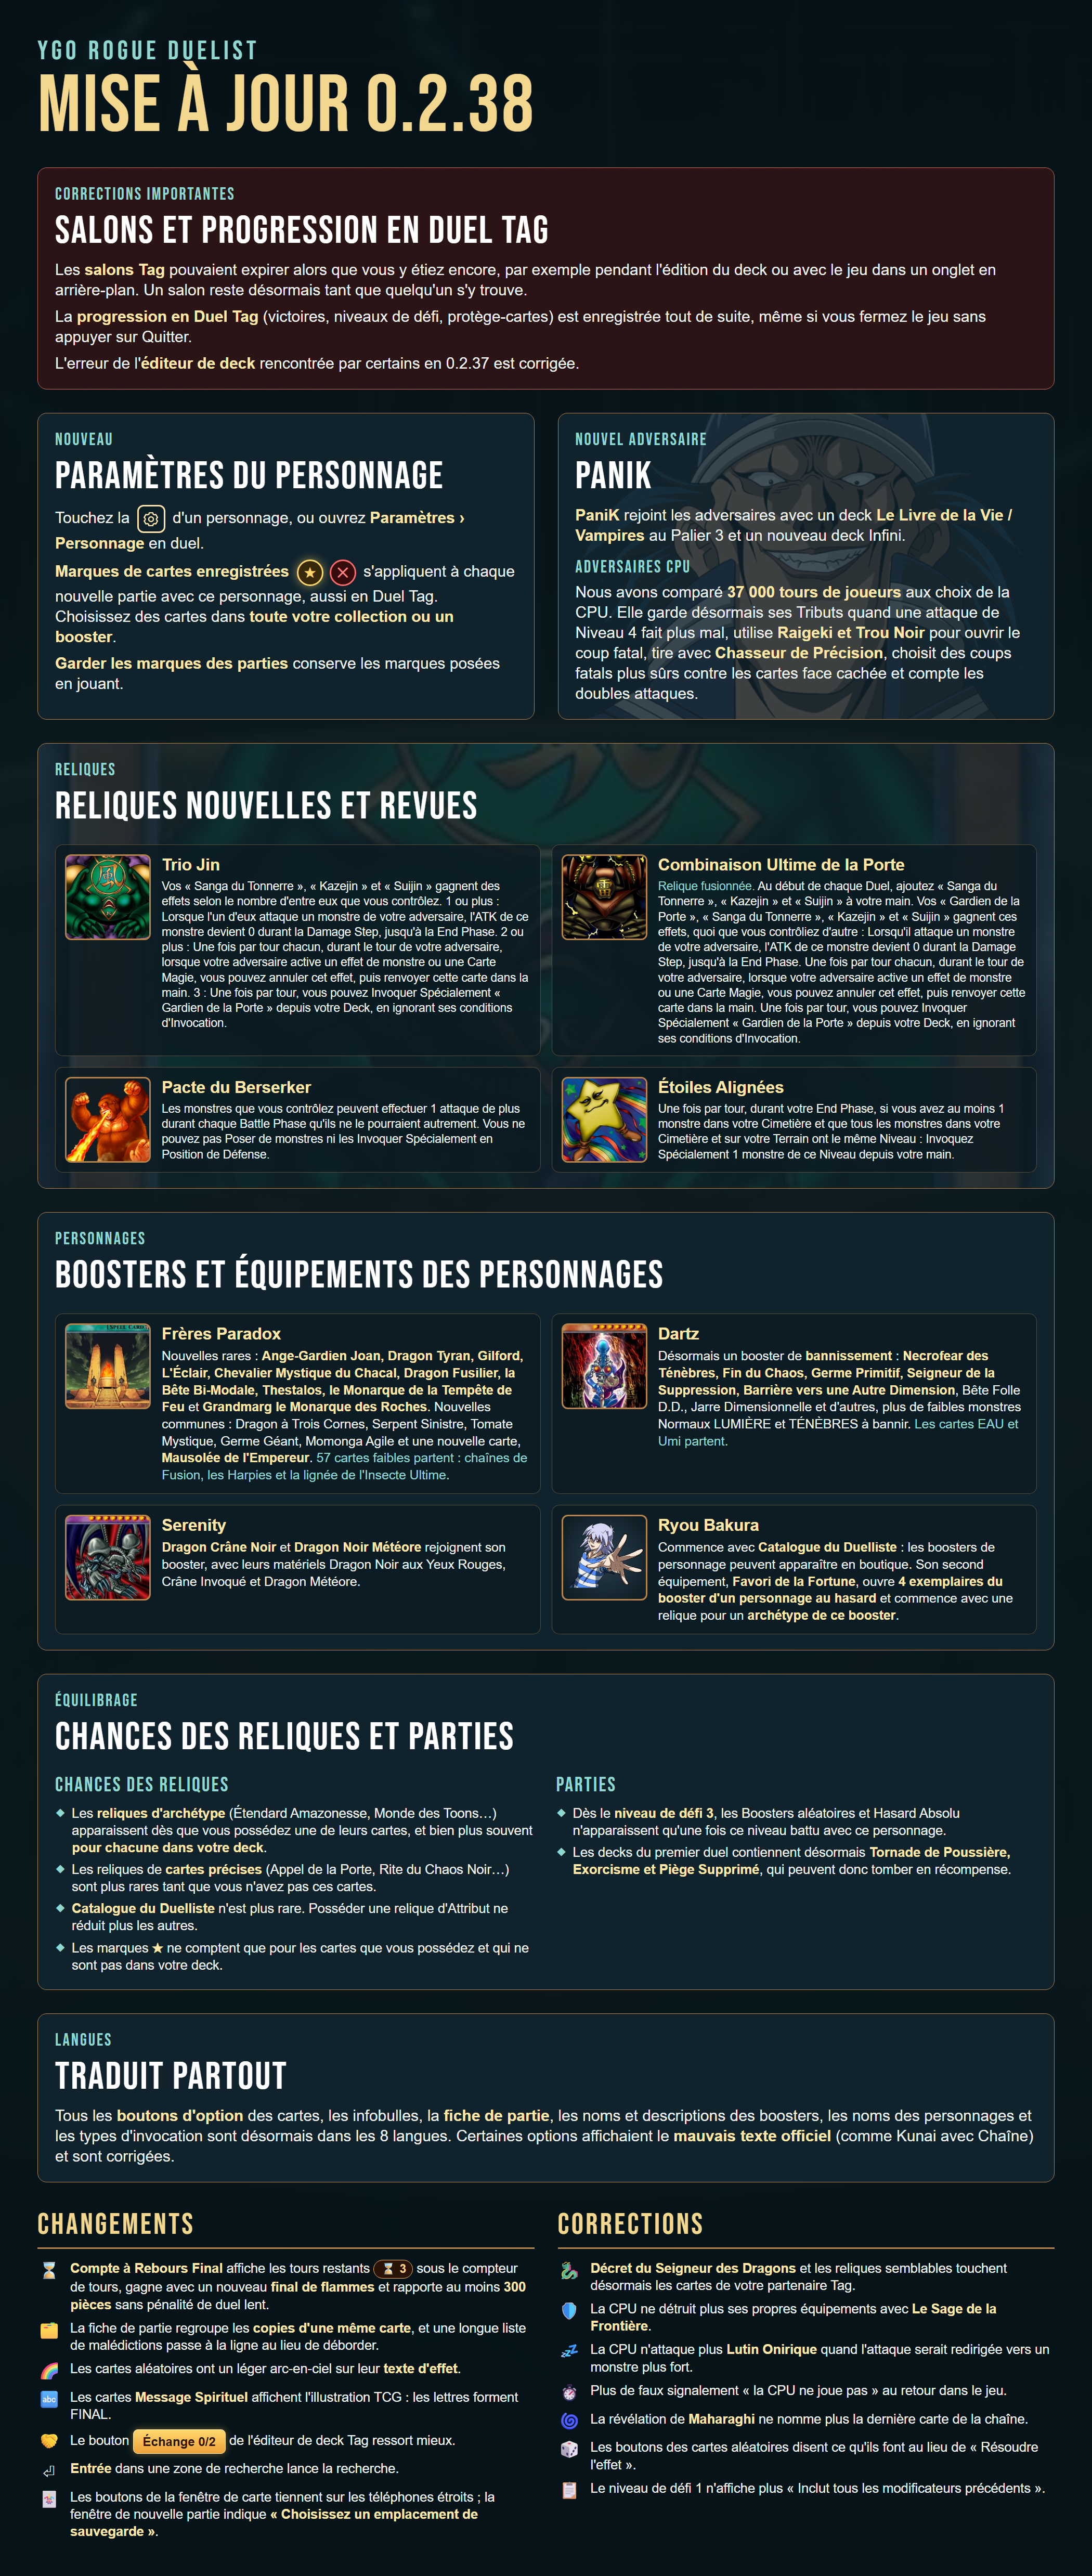 YGO ROGUE DUELIST
MISE À JOUR 0.2.38
CORRECTIONS IMPORTANTES
SALONS ET PROGRESSION EN DUEL TAG
Les salons Tag pouvaient expirer alors que vous y étiez encore, par exemple pendant l'édition du deck ou avec le jeu dans un onglet en
arrière-plan. Un salon reste désormais tant que quelqu'un s'y trouve.
La progression en Duel Tag (victoires, niveaux de défi, protège-cartes) est enregistrée tout de suite, même si vous fermez le jeu sans
appuyer sur Quitter.
L'erreur de l'éditeur de deck rencontrée par certains en 0.2.37 est corrigée.
NOUVEAU
PARAMÈTRES DU PERSONNAGE
Touchez la d'un personnage, ou ouvrez Paramètres ›
Personnage en duel.
Marques de cartes enregistrées ★ ✕ s'appliquent à chaque
nouvelle partie avec ce personnage, aussi en Duel Tag.
Choisissez des cartes dans toute votre collection ou un
booster.
Garder les marques des parties conserve les marques posées
en jouant.
NOUVEL ADVERSAIRE
PANIK
PaniK rejoint les adversaires avec un deck Le Livre de la Vie /
Vampires au Palier 3 et un nouveau deck Infini.
ADVERSAIRES CPU
Nous avons comparé 37 000 tours de joueurs aux choix de la
CPU. Elle garde désormais ses Tributs quand une attaque de
Niveau 4 fait plus mal, utilise Raigeki et Trou Noir pour ouvrir le
coup fatal, tire avec Chasseur de Précision, choisit des coups
fatals plus sûrs contre les cartes face cachée et compte les
doubles attaques.
RELIQUES
RELIQUES NOUVELLES ET REVUES
Trio Jin
Vos « Sanga du Tonnerre », « Kazejin » et « Suijin » gagnent des
effets selon le nombre d'entre eux que vous contrôlez. 1 ou plus :
Lorsque l'un d'eux attaque un monstre de votre adversaire, l'ATK de ce
monstre devient 0 durant la Damage Step, jusqu'à la End Phase. 2 ou
plus : Une fois par tour chacun, durant le tour de votre adversaire,
lorsque votre adversaire active un effet de monstre ou une Carte
Magie, vous pouvez annuler cet effet, puis renvoyer cette carte dans la
main. 3 : Une fois par tour, vous pouvez Invoquer Spécialement «
Gardien de la Porte » depuis votre Deck, en ignorant ses conditions
d'Invocation.
Combinaison Ultime de la Porte
Relique fusionnée. Au début de chaque Duel, ajoutez « Sanga du
Tonnerre », « Kazejin » et « Suijin » à votre main. Vos « Gardien de la
Porte », « Sanga du Tonnerre », « Kazejin » et « Suijin » gagnent ces
effets, quoi que vous contrôliez d'autre : Lorsqu'il attaque un monstre
de votre adversaire, l'ATK de ce monstre devient 0 durant la Damage
Step, jusqu'à la End Phase. Une fois par tour chacun, durant le tour de
votre adversaire, lorsque votre adversaire active un effet de monstre
ou une Carte Magie, vous pouvez annuler cet effet, puis renvoyer cette
carte dans la main. Une fois par tour, vous pouvez Invoquer
Spécialement « Gardien de la Porte » depuis votre Deck, en ignorant
ses conditions d'Invocation.
Pacte du Berserker
Les monstres que vous contrôlez peuvent effectuer 1 attaque de plus
durant chaque Battle Phase qu'ils ne le pourraient autrement. Vous ne
pouvez pas Poser de monstres ni les Invoquer Spécialement en
Position de Défense.
Étoiles Alignées
Une fois par tour, durant votre End Phase, si vous avez au moins 1
monstre dans votre Cimetière et que tous les monstres dans votre
Cimetière et sur votre Terrain ont le même Niveau : Invoquez
Spécialement 1 monstre de ce Niveau depuis votre main.
PERSONNAGES
BOOSTERS ET ÉQUIPEMENTS DES PERSONNAGES
Frères Paradox
Nouvelles rares : Ange-Gardien Joan, Dragon Tyran, Gilford,
L'Éclair, Chevalier Mystique du Chacal, Dragon Fusilier, la
Bête Bi-Modale, Thestalos, le Monarque de la Tempête de
Feu et Grandmarg le Monarque des Roches. Nouvelles
communes : Dragon à Trois Cornes, Serpent Sinistre, Tomate
Mystique, Germe Géant, Momonga Agile et une nouvelle carte,
Mausolée de l'Empereur. 57 cartes faibles partent : chaînes de
Fusion, les Harpies et la lignée de l'Insecte Ultime.
Dartz
Désormais un booster de bannissement : Necrofear des
Ténèbres, Fin du Chaos, Germe Primitif, Seigneur de la
Suppression, Barrière vers une Autre Dimension, Bête Folle
D.D., Jarre Dimensionnelle et d'autres, plus de faibles monstres
Normaux LUMIÈRE et TÉNÈBRES à bannir. Les cartes EAU et
Umi partent.
Serenity
Dragon Crâne Noir et Dragon Noir Météore rejoignent son
booster, avec leurs matériels Dragon Noir aux Yeux Rouges,
Crâne Invoqué et Dragon Météore.
Ryou Bakura
Commence avec Catalogue du Duelliste : les boosters de
personnage peuvent apparaître en boutique. Son second
équipement, Favori de la Fortune, ouvre 4 exemplaires du
booster d'un personnage au hasard et commence avec une
relique pour un archétype de ce booster.
ÉQUILIBRAGE
CHANCES DES RELIQUES ET PARTIES
CHANCES DES RELIQUES
Les reliques d'archétype (Étendard Amazonesse, Monde des Toons…)
apparaissent dès que vous possédez une de leurs cartes, et bien plus souvent
pour chacune dans votre deck.
Les reliques de cartes précises (Appel de la Porte, Rite du Chaos Noir…)
sont plus rares tant que vous n'avez pas ces cartes.
Catalogue du Duelliste n'est plus rare. Posséder une relique d'Attribut ne
réduit plus les autres.
Les marques ★ ne comptent que pour les cartes que vous possédez et qui ne
sont pas dans votre deck.
PARTIES
Dès le niveau de défi 3, les Boosters aléatoires et Hasard Absolu
n'apparaissent qu'une fois ce niveau battu avec ce personnage.
Les decks du premier duel contiennent désormais Tornade de Poussière,
Exorcisme et Piège Supprimé, qui peuvent donc tomber en récompense.
LANGUES
TRADUIT PARTOUT
Tous les boutons d'option des cartes, les infobulles, la fiche de partie, les noms et descriptions des boosters, les noms des personnages et
les types d'invocation sont désormais dans les 8 langues. Certaines options affichaient le mauvais texte officiel (comme Kunai avec Chaîne)
et sont corrigées.
CHANGEMENTS
Compte à Rebours Final affiche les tours restants ⌛ 3 sous le compteur
de tours, gagne avec un nouveau final de flammes et rapporte au moins 300
pièces sans pénalité de duel lent.
La fiche de partie regroupe les copies d'une même carte, et une longue liste
de malédictions passe à la ligne au lieu de déborder.
Les cartes aléatoires ont un léger arc-en-ciel sur leur texte d'effet.
Les cartes Message Spirituel affichent l'illustration TCG : les lettres forment
FINAL.
Le bouton Échange 0/2 de l'éditeur de deck Tag ressort mieux.
Entrée dans une zone de recherche lance la recherche.
Les boutons de la fenêtre de carte tiennent sur les téléphones étroits ; la
fenêtre de nouvelle partie indique « Choisissez un emplacement de
sauvegarde ».
CORRECTIONS
Décret du Seigneur des Dragons et les reliques semblables touchent
désormais les cartes de votre partenaire Tag.
La CPU ne détruit plus ses propres équipements avec Le Sage de la
Frontière.
La CPU n'attaque plus Lutin Onirique quand l'attaque serait redirigée vers un
monstre plus fort.
Plus de faux signalement « la CPU ne joue pas » au retour dans le jeu.
La révélation de Maharaghi ne nomme plus la dernière carte de la chaîne.
Les boutons des cartes aléatoires disent ce qu'ils font au lieu de « Résoudre
l'effet ».
Le niveau de défi 1 n'affiche plus « Inclut tous les modificateurs précédents ».